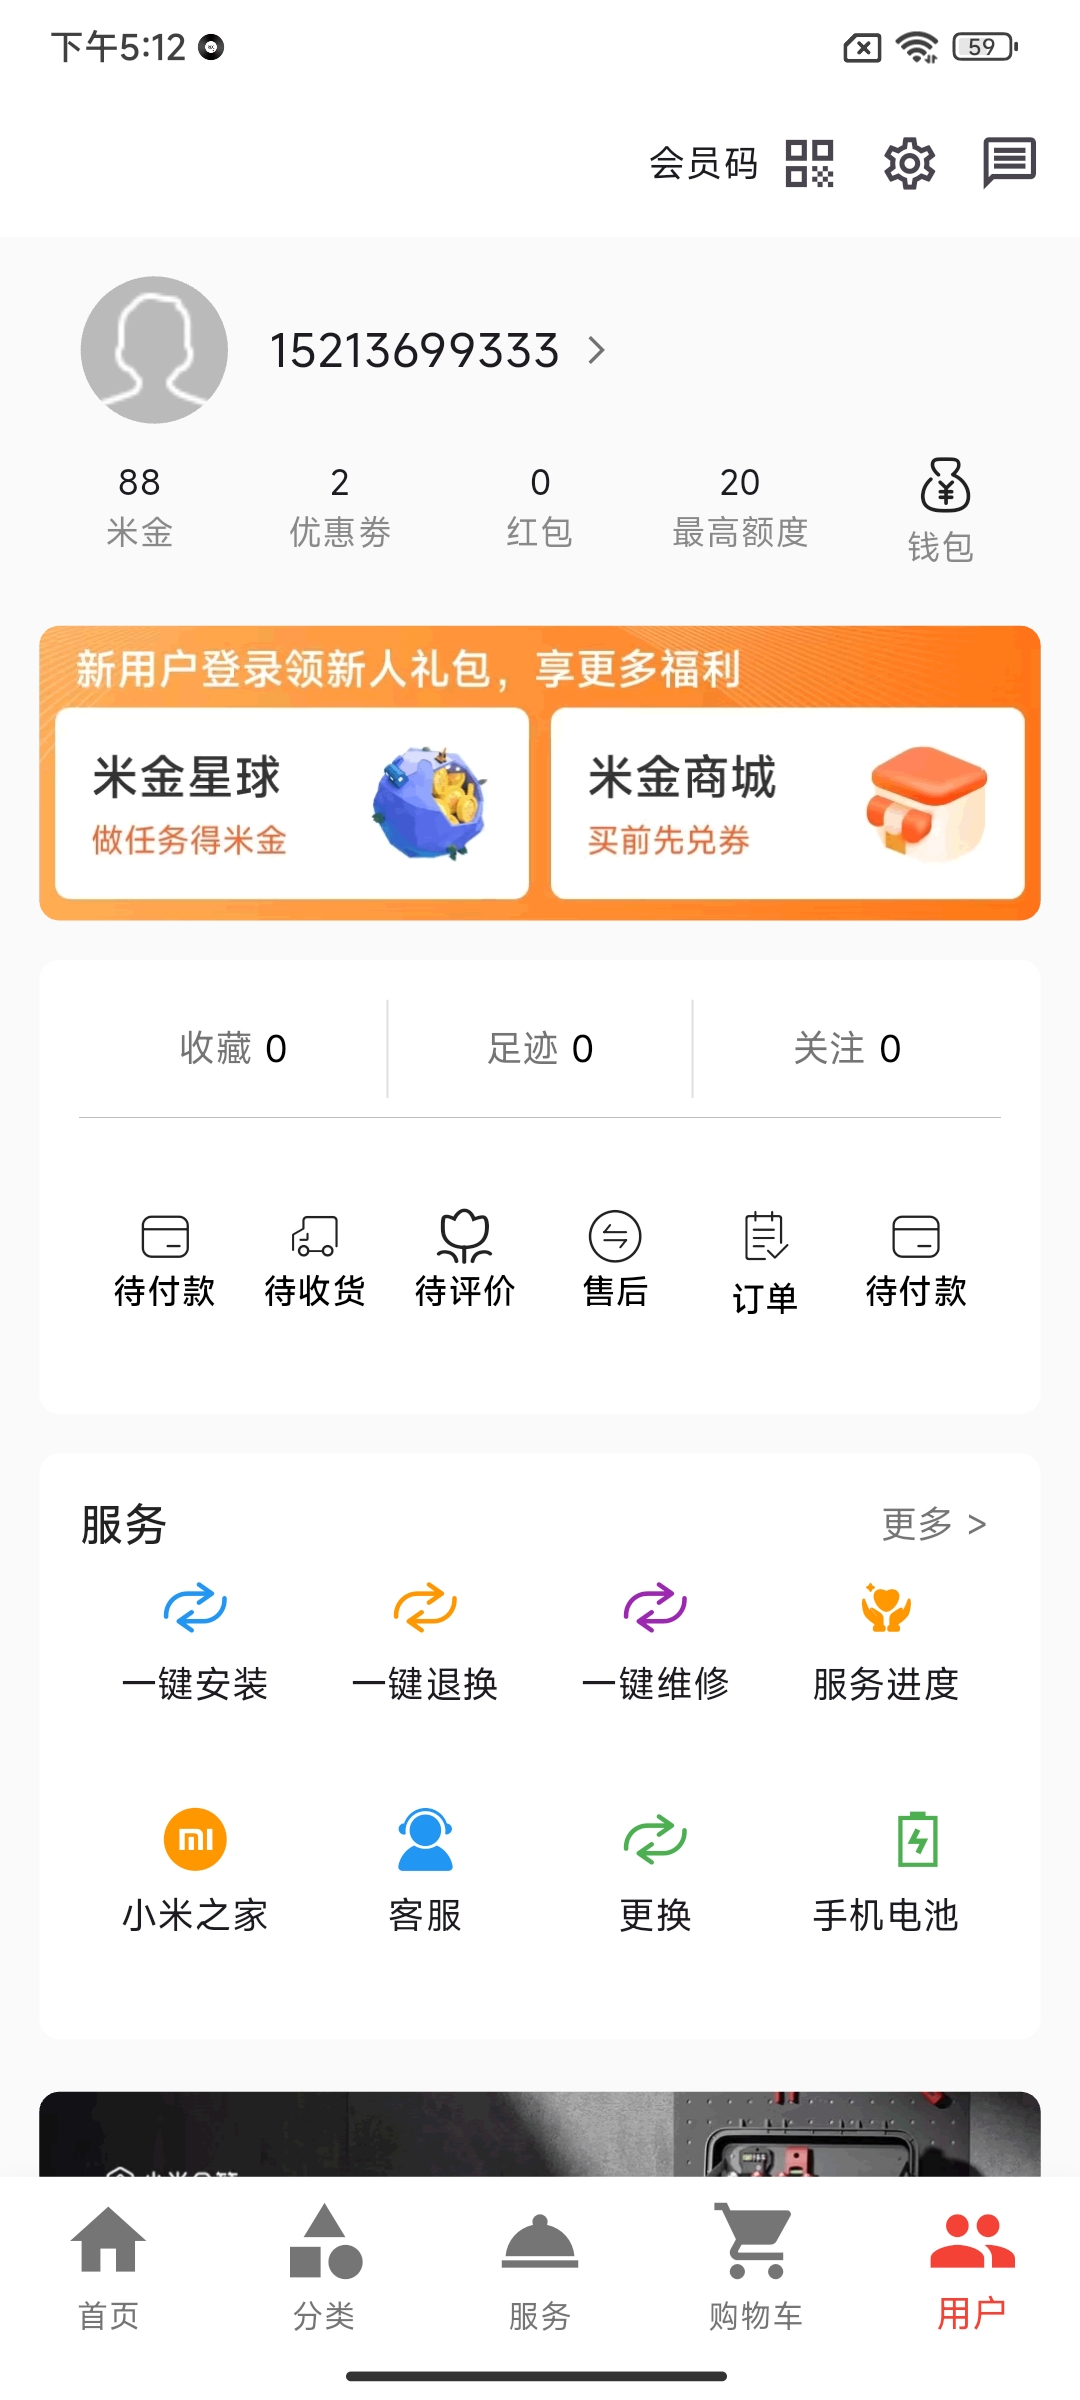 下午5:12
59
会员码
15213699333
88
2
0
20
米金
优惠券
红包
最高额度
钱包
新用户登录领新人礼包，享更多福利
米金星球
做任务得米金
米金商城
买前先兑券
收藏 0
足迹 0
关注 0
待付款
待收货
待评价
售后
订单
待付款
服务
更多 >
一键安装
一键退换
一键维修
服务进度
小米之家
客服
更换
手机电池
首页
分类
服务
购物车
用户